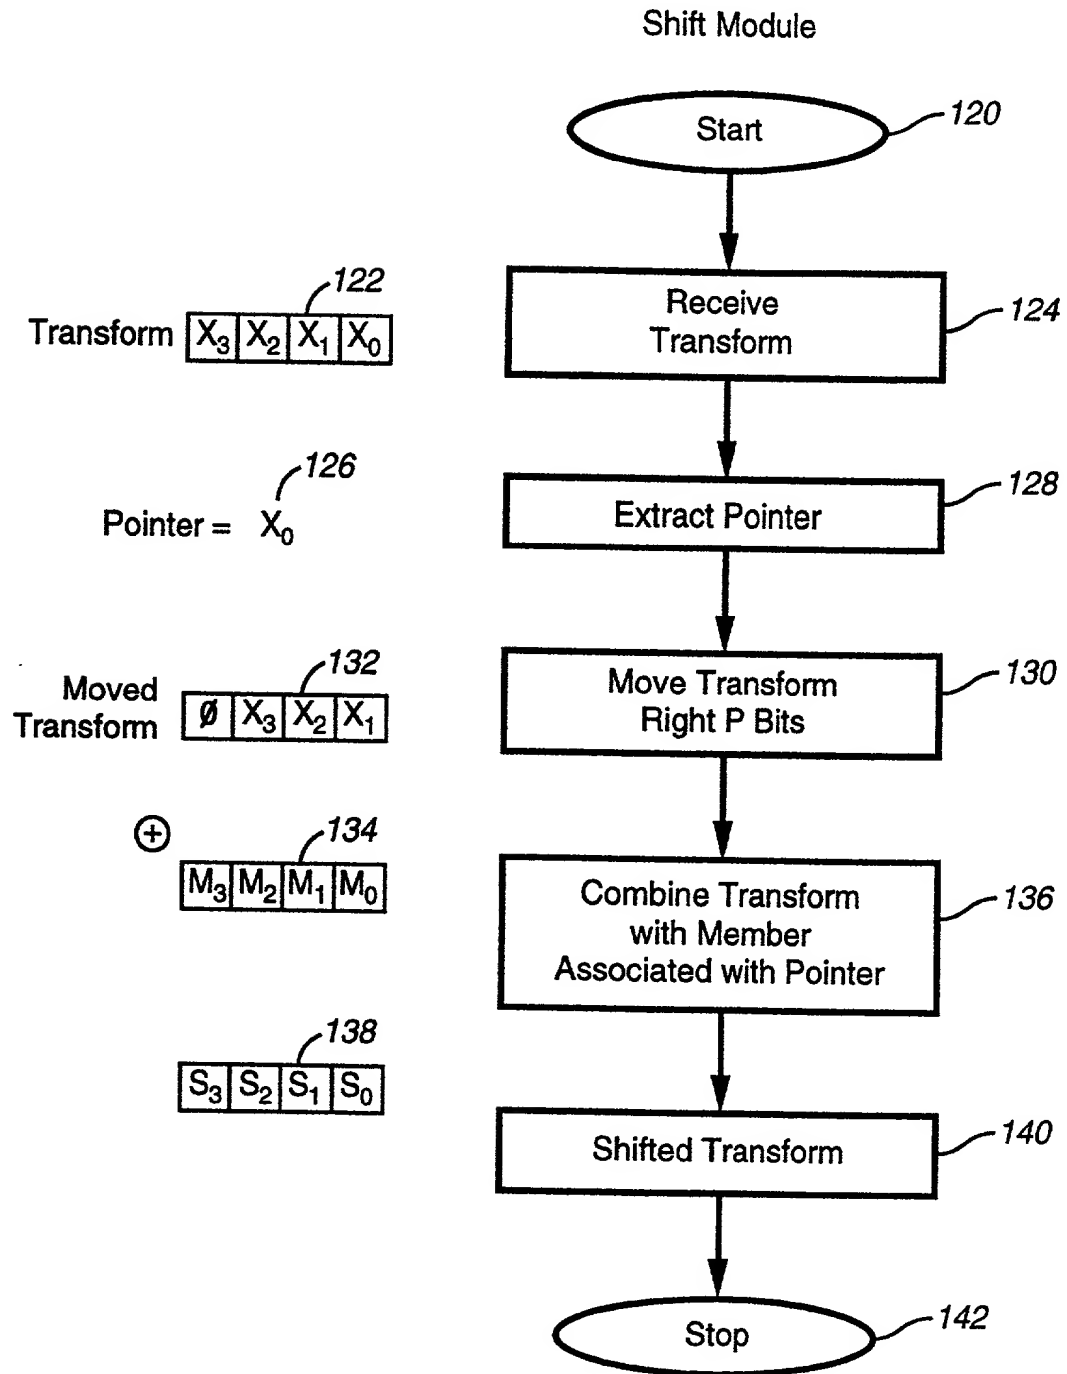 Shift Module
Start
120
122
Transform X₃ X₂ X₁ X₀
Receive
Transform
124
126
Pointer = X₀
Extract Pointer
128
132
Moved
Transform Ø X₃ X₂ X₁
Move Transform
Right P Bits
130
⊕
134
M₃ M₂ M₁ M₀
Combine Transform
with Member
Associated with Pointer
136
138
S₃ S₂ S₁ S₀
Shifted Transform
140
Stop
142